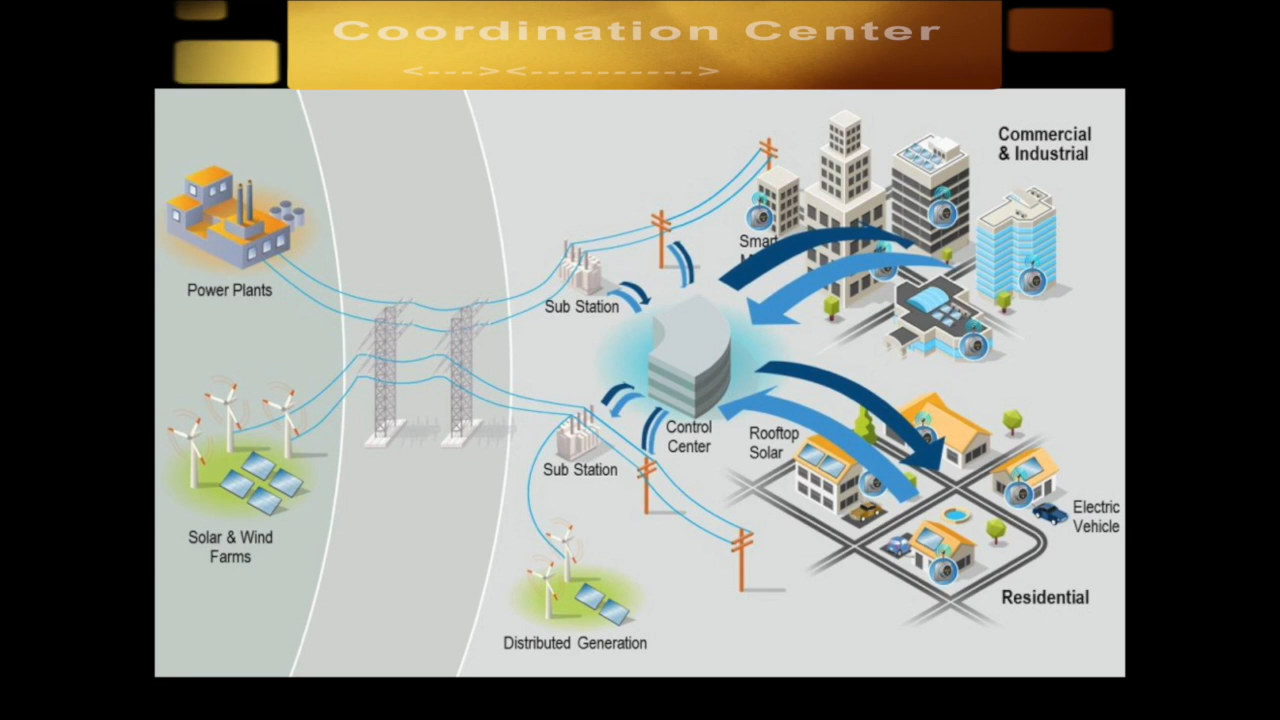 Coordination Center
<---><----------->
Commercial
& Industrial
Smart
Power Plants
Sub Station
Control
Center
Rooftop
Solar
Sub Station
Electric
Vehicle
Solar & Wind
Farms
Residential
Distributed Generation